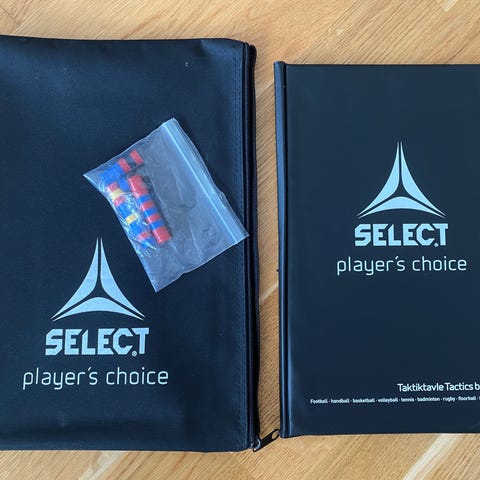 SELECT
player's choice
SELECT
player's choice
Taktiktavle Tactics
Football · handball · basketball · volleyball · tennis · badminton · rugby · floorball ·